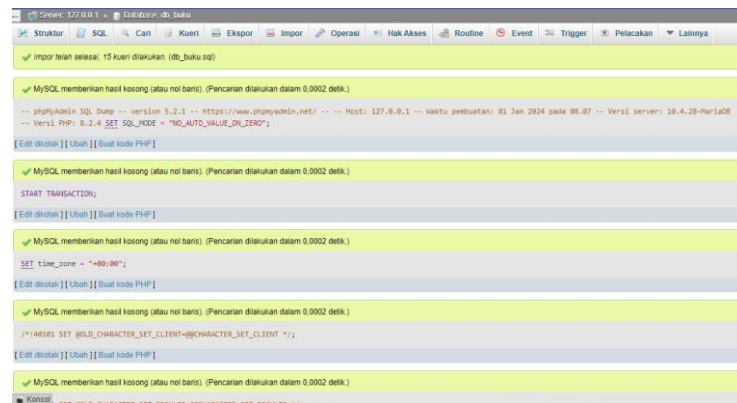 Server: 127.0.0.1 » Database: db_buku
Struktur SQL Cari Kueri Ekspor Impor Operasi Hak Akses Routine Event Trigger Pelacakan Lainnya
Impor telah selesai, 15 kueri dilakukan. (db_buku.sql)
MySQL memberikan hasil kosong (atau nol baris). (Pencarian dilakukan dalam 0,0002 detik.)
-- phpMyAdmin SQL Dump -- version 5.2.1 -- https://www.phpmyadmin.net/ -- -- Host: 127.0.0.1 -- Waktu pembuatan: 01 Jan 2024 pada 08.07 -- Versi server: 10.4.28-MariaDB
-- Versi PHP: 8.2.4 SET SQL_MODE = "NO_AUTO_VALUE_ON_ZERO";
[ Edit dikotak ] [ Ubah ] [ Buat kode PHP ]
MySQL memberikan hasil kosong (atau nol baris). (Pencarian dilakukan dalam 0,0002 detik.)
START TRANSACTION;
[ Edit dikotak ] [ Ubah ] [ Buat kode PHP ]
MySQL memberikan hasil kosong (atau nol baris). (Pencarian dilakukan dalam 0,0002 detik.)
SET time_zone = "+00:00";
[ Edit dikotak ] [ Ubah ] [ Buat kode PHP ]
MySQL memberikan hasil kosong (atau nol baris). (Pencarian dilakukan dalam 0,0002 detik.)
/*!40101 SET @OLD_CHARACTER_SET_CLIENT=@@CHARACTER_SET_CLIENT */;
[ Edit dikotak ] [ Ubah ] [ Buat kode PHP ]
MySQL memberikan hasil kosong (atau nol baris). (Pencarian dilakukan dalam 0,0002 detik.)
Konsol